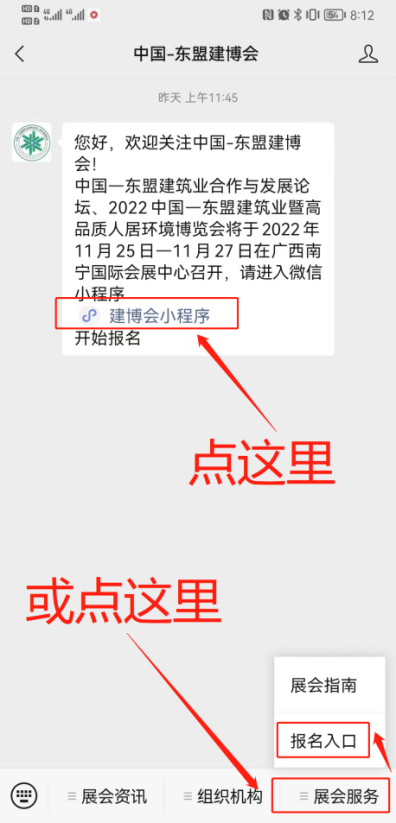 8:12
中国-东盟建博会
昨天 上午11:45
您好，欢迎关注中国-东盟建博
会！
中国一东盟建筑业合作与发展论
坛、2022中国一东盟建筑业暨高
品质人居环境博览会将于2022年
11月25日一11月27日在广西南
宁国际会展中心召开，请进入微信
小程序
建博会小程序
开始报名
点这里
或点这里
展会指南
报名入口
展会资讯
组织机构
展会服务